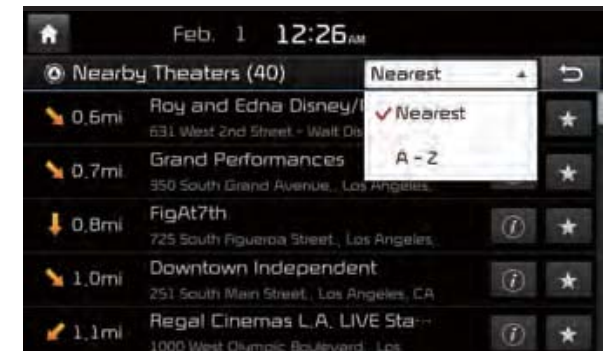 Feb. 1 12:26 AM
Nearby Theaters (40) Nearest
0.6mi Roy and Edna Disney/
631 West 2nd Street - Walt Dis
Nearest
0.7mi Grand Performances
A - Z
350 South Grand Avenue, Los Angeles,
0.8mi FigAt7th
725 South Figueroa Street, Los Angeles,
1.0mi Downtown Independent
251 South Main Street, Los Angeles, CA
1.1mi Regal Cinemas L.A. LIVE Sta...
1000 West Olympic Boulevard, Los